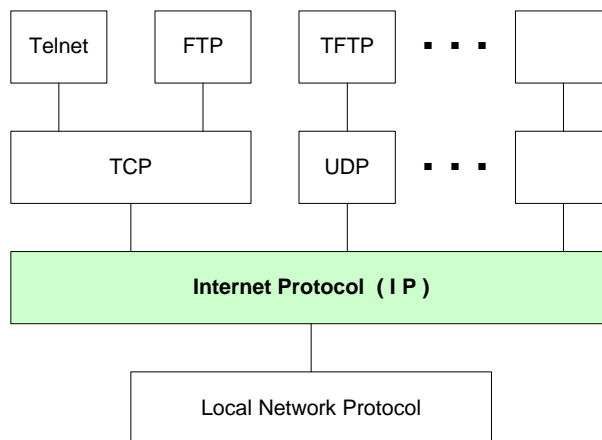 Telnet
FTP
TFTP
TCP
UDP
Internet Protocol ( I P )
Local Network Protocol